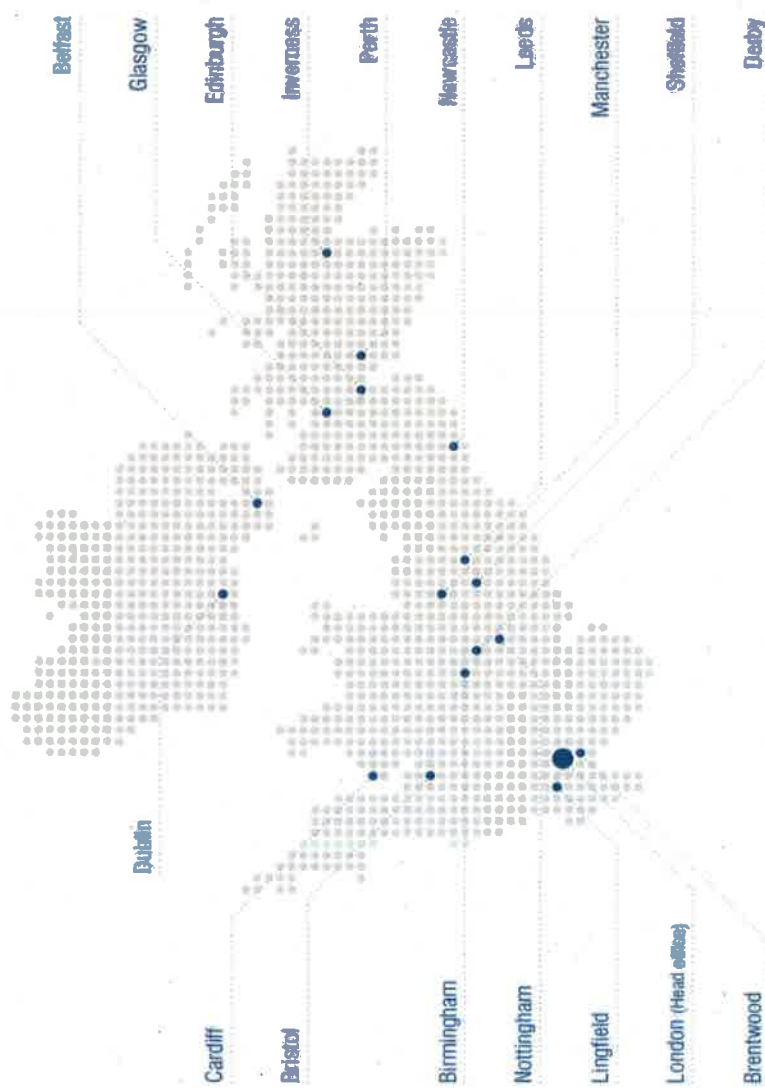 Belfast
Glasgow
Edinburgh
Inverness
Perth
Newcastle
Leeds
Manchester
Sheffield
Derby
Dublin
Cardiff
Bristol
Birmingham
Nottingham
Lingfield
London (Head office)
Brentwood